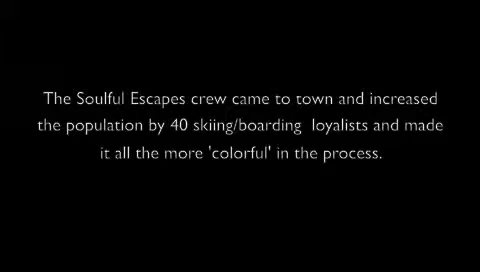 The Soulful Escapes crew came to town and increased
the population by 40 skiing/boarding  loyalists and made
it all the more 'colorful' in the process.